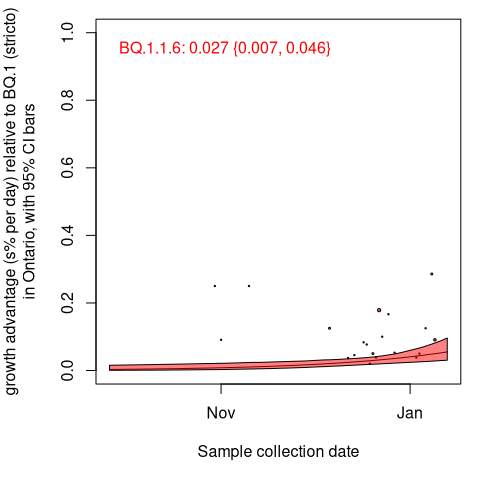 growth advantage (s% per day) relative to BQ.1 (stricto)
in Ontario, with 95% CI bars
1.0
0.8
0.6
0.4
0.2
0.0
BQ.1.1.6: 0.027 {0.007, 0.046}
Nov
Jan
Sample collection date